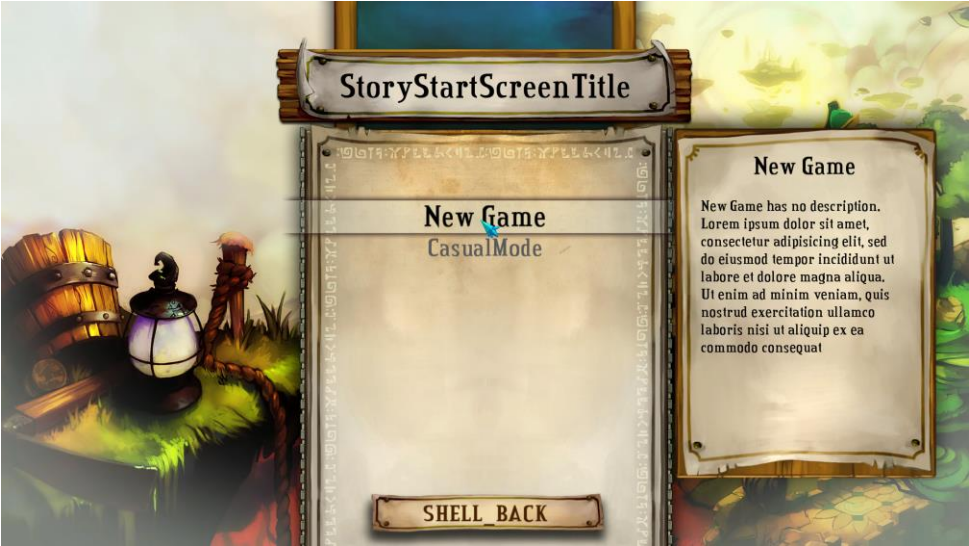 StoryStartScreenTitle
New Game
CasualMode
SHELL_BACK
New Game
New Game has no description.
Lorem ipsum dolor sit amet,
consectetur adipisicing elit, sed
do eiusmod tempor incididunt ut
labore et dolore magna aliqua.
Ut enim ad minim veniam, quis
nostrud exercitation ullamco
laboris nisi ut aliquip ex ea
commodo consequat